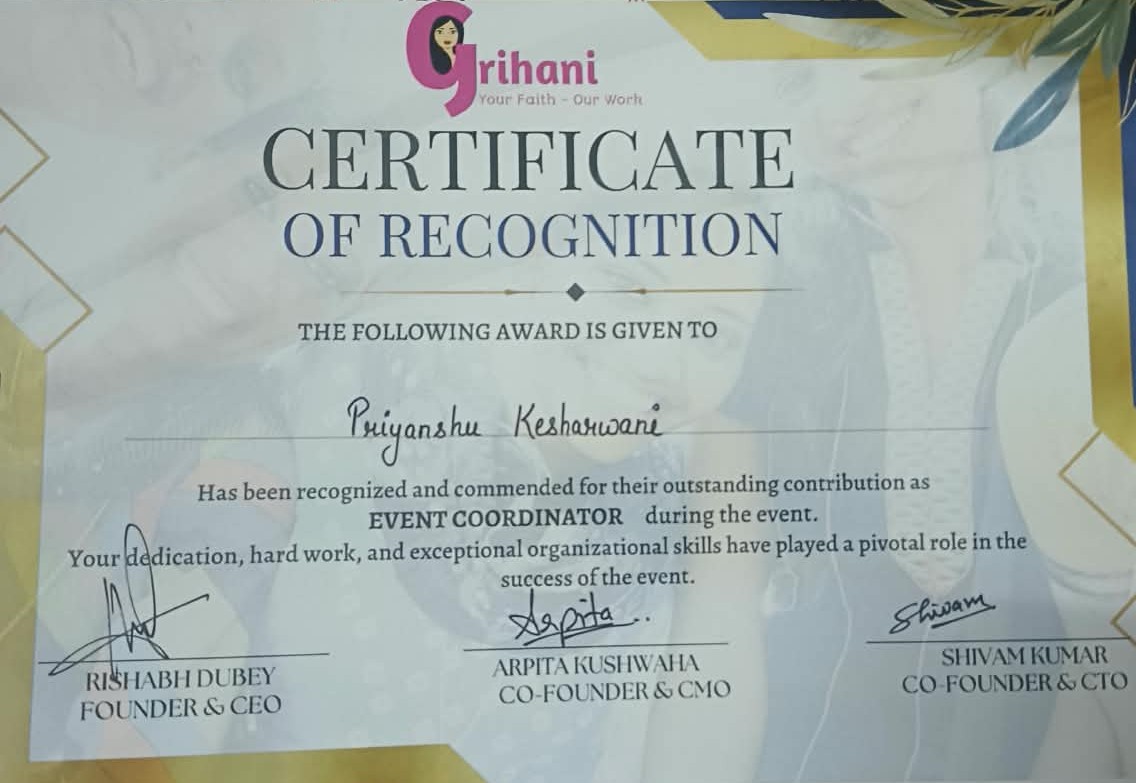 Grihani
Your Faith - Our Work
CERTIFICATE
OF RECOGNITION
THE FOLLOWING AWARD IS GIVEN TO
Priyanshu Kesharwani
Has been recognized and commended for their outstanding contribution as
EVENT COORDINATOR during the event.
Your dedication, hard work, and exceptional organizational skills have played a pivotal role in the
success of the event.
Arpita..
Shivam
RISHABH DUBEY
FOUNDER & CEO
ARPITA KUSHWAHA
CO-FOUNDER & CMO
SHIVAM KUMAR
CO-FOUNDER & CTO